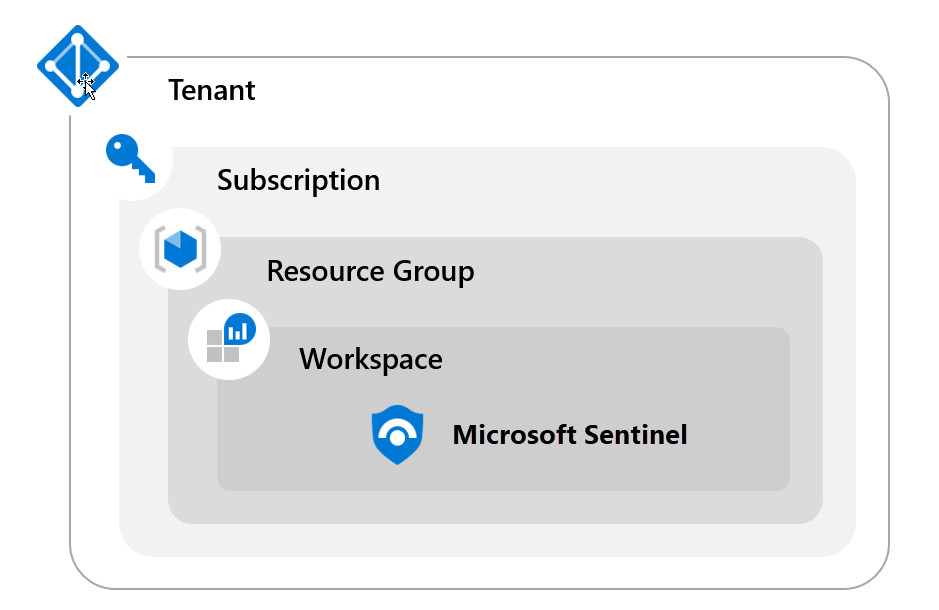 Tenant
Subscription
Resource Group
Workspace
Microsoft Sentinel